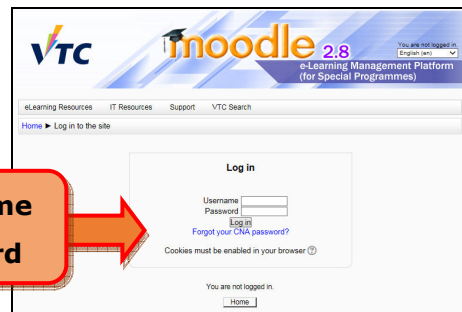 VTC
moodle 2.8
You are not logged in.
English (en)
e-Learning Management Platform
(for Special Programmes)
eLearning Resources IT Resources Support VTC Search
Home ► Log in to the site
Log in
Username
Password
Log in
Forgot your CNA password?
Cookies must be enabled in your browser
You are not logged in.
Home